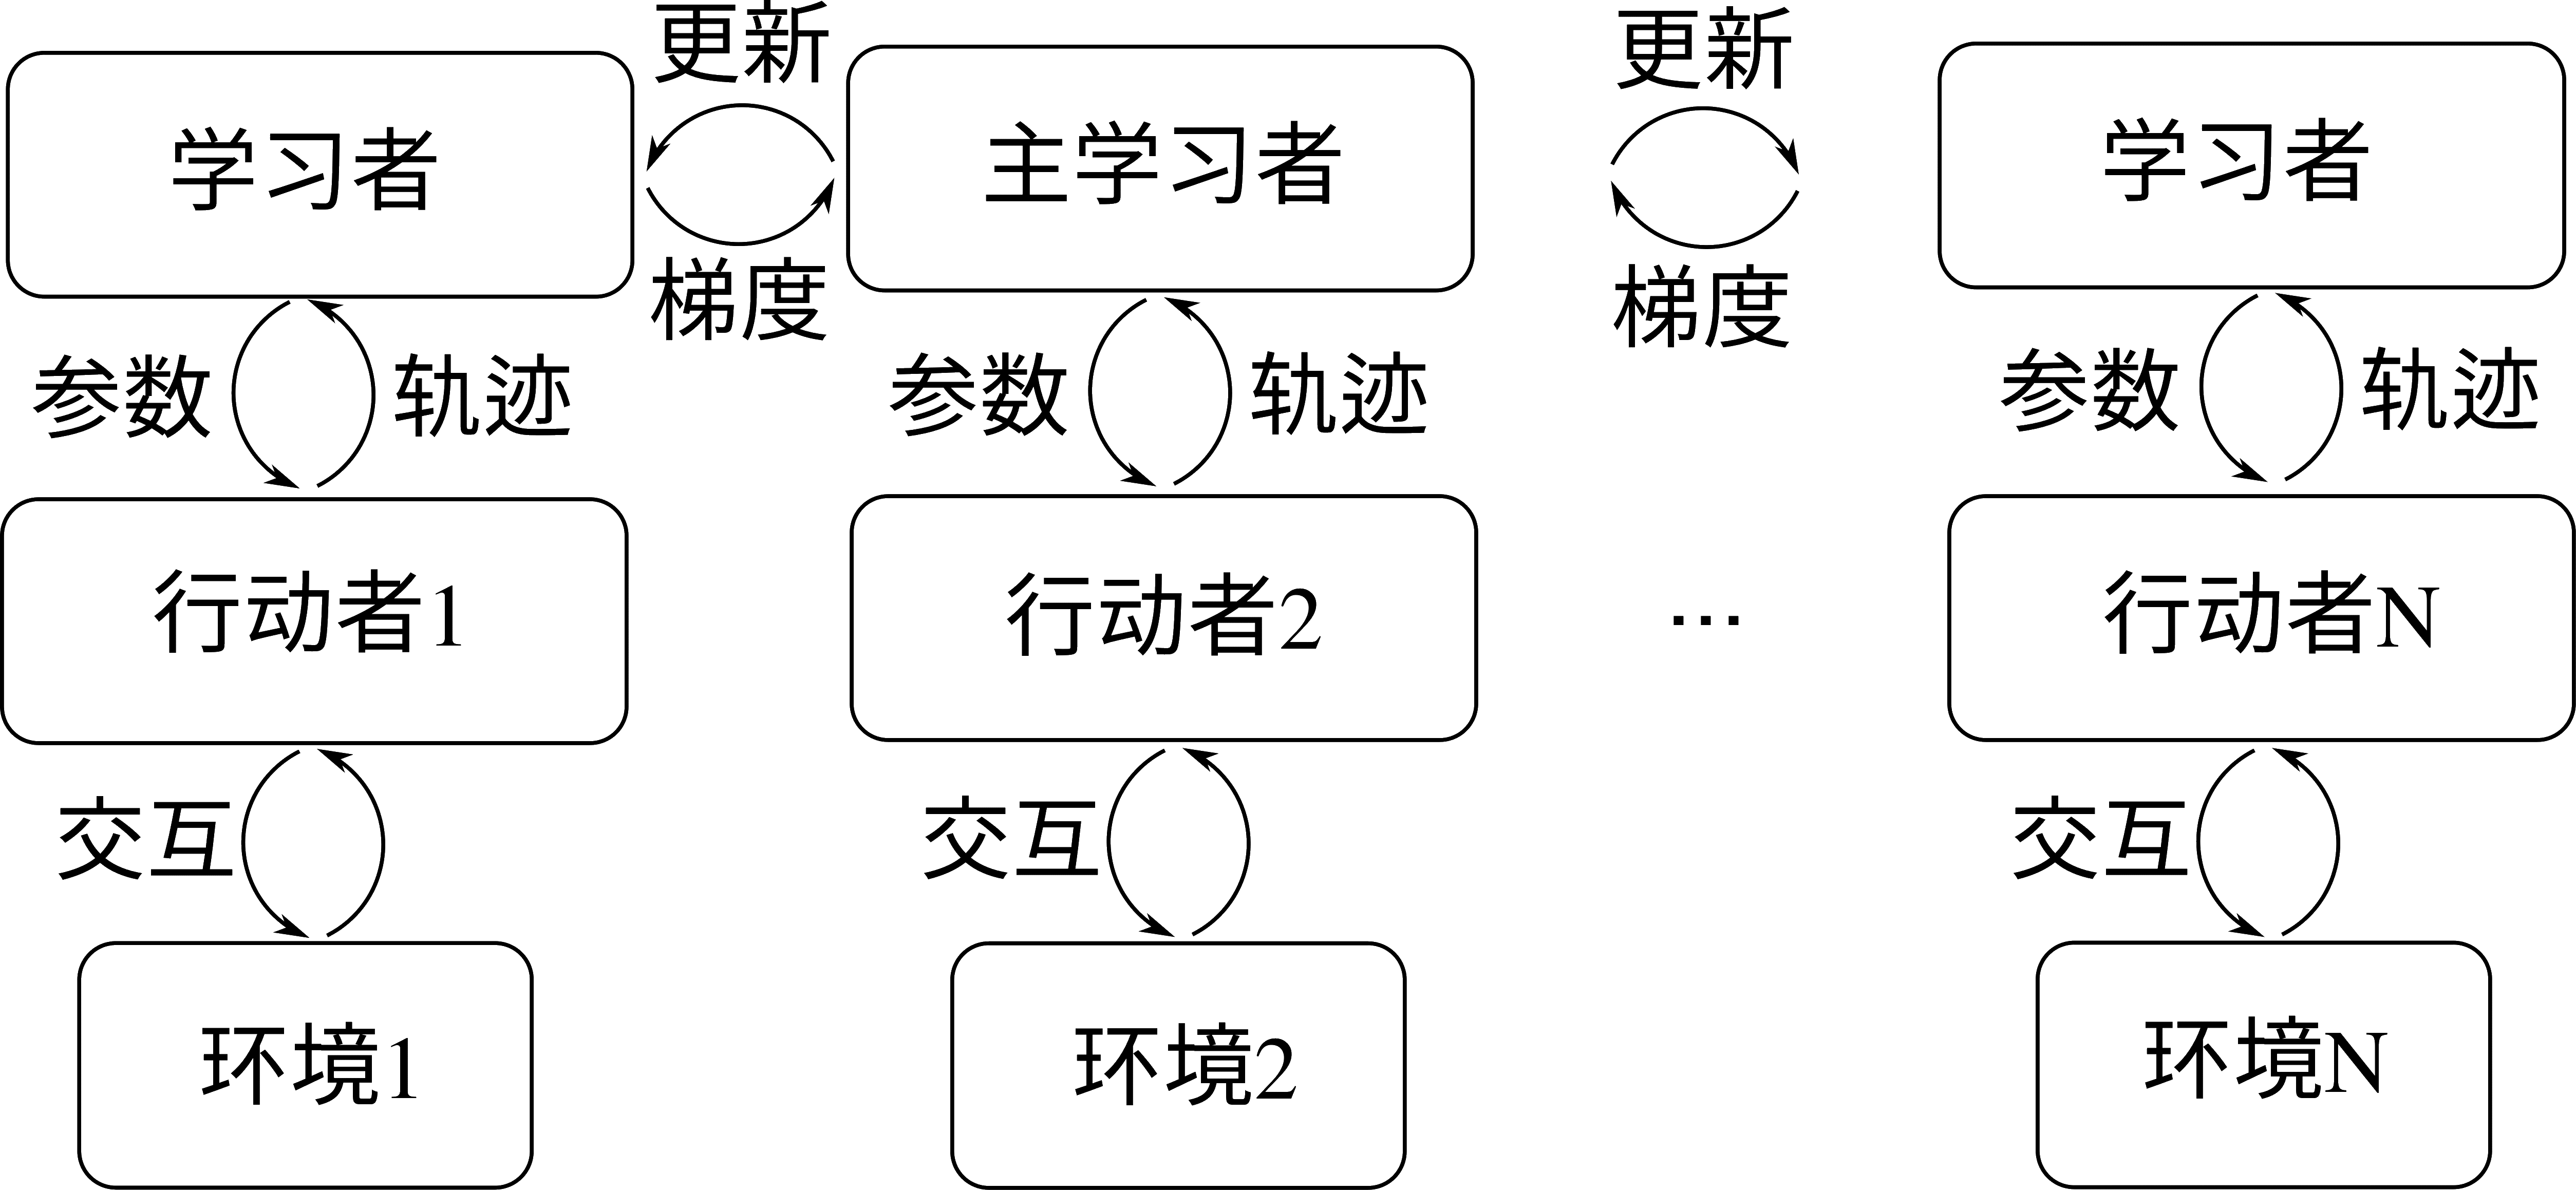 更新
更新
学习者
主学习者
学习者
梯度
梯度
参数
轨迹
参数
轨迹
参数
轨迹
行动者1
行动者2
...
行动者N
交互
交互
交互
环境1
环境2
环境N